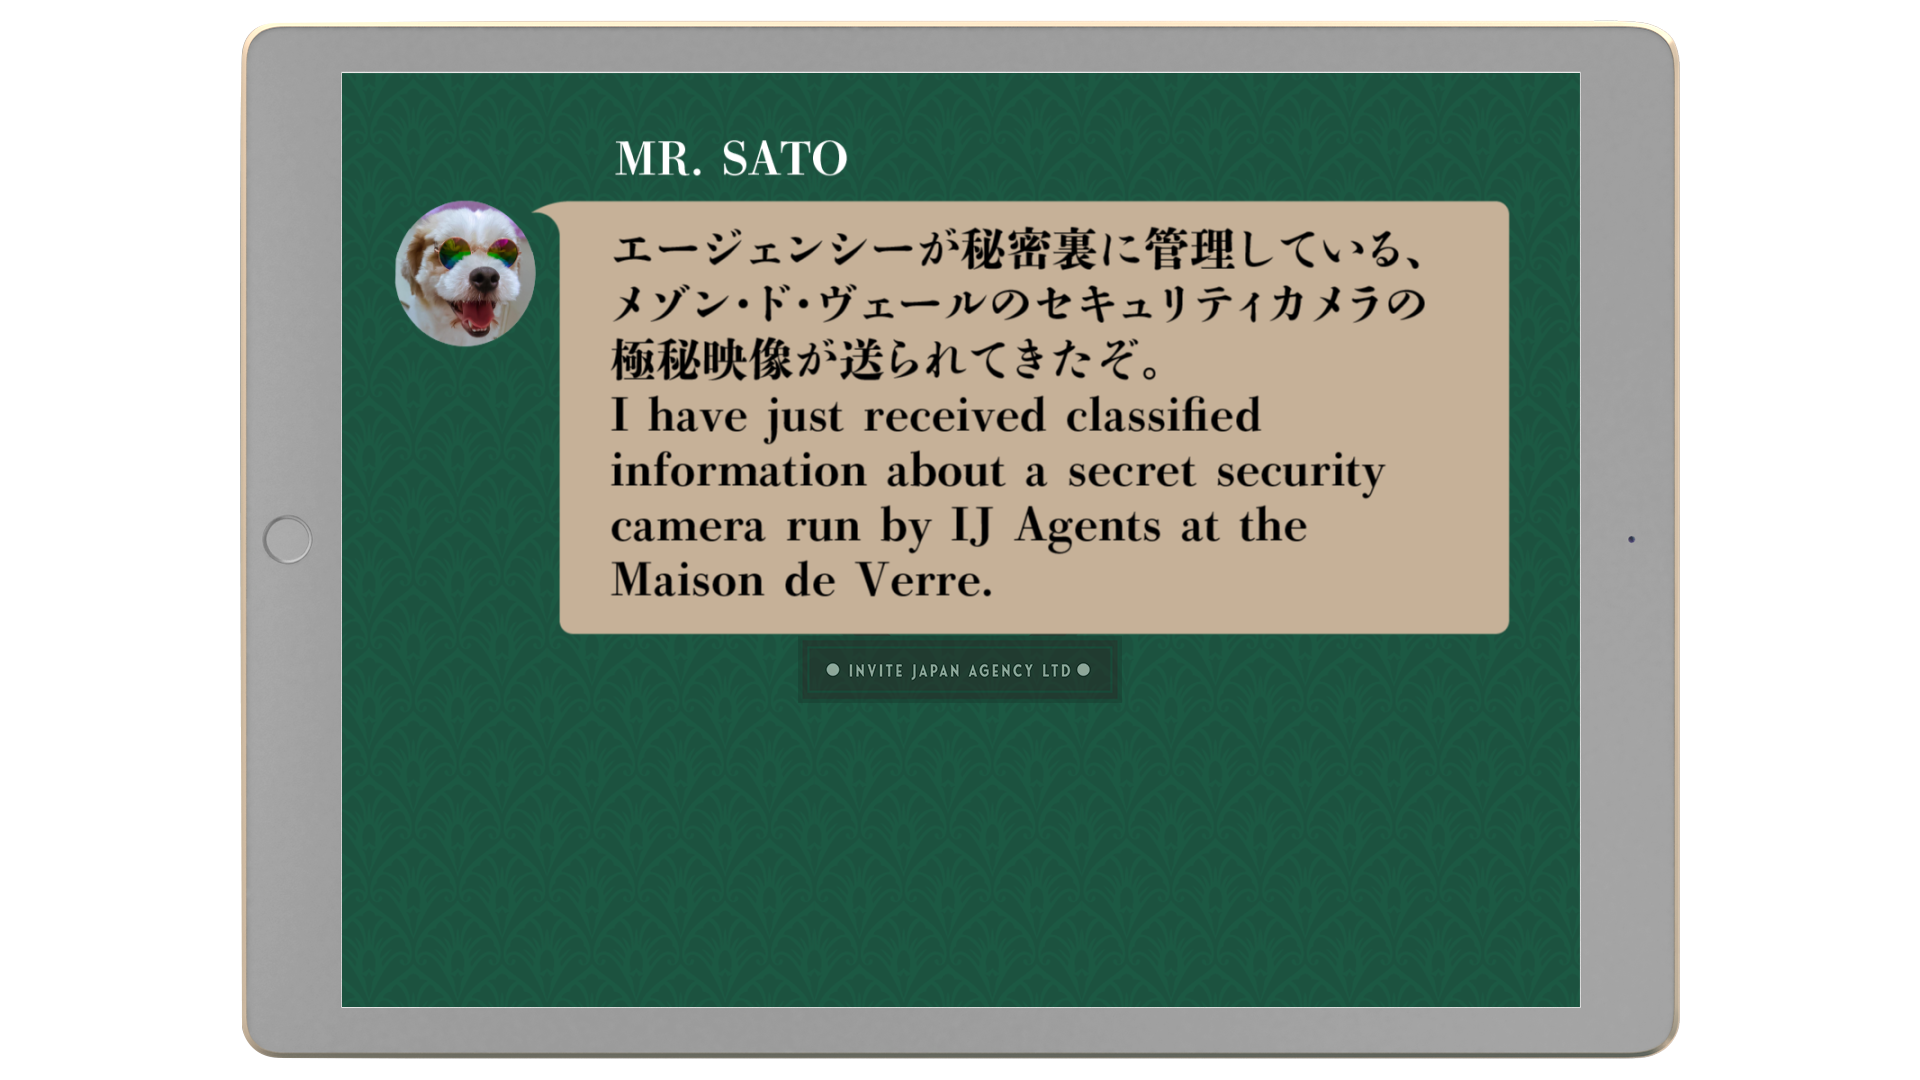 MR. SATO
エージェンシーが秘密裏に管理している、
メゾン・ド・ヴェールのセキュリティカメラの
極秘映像が送られてきたぞ。
I have just received classified
information about a secret security
camera run by IJ Agents at the
Maison de Verre.
INVITE JAPAN AGENCY LTD